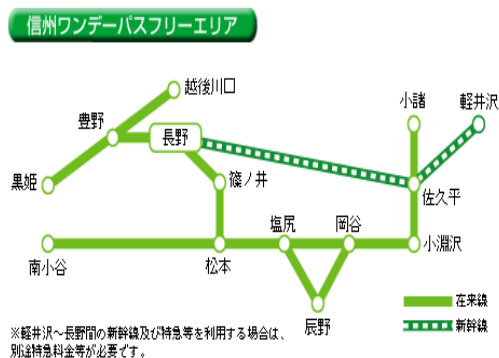 信州ワンデーパスフリーエリア
越後川口
小諸
軽井沢
豊野
長野
黒姫
篠ノ井
佐久平
塩尻
岡谷
小淵沢
南小谷
松本
辰野
在来線
新幹線
※軽井沢～長野間の新幹線及び特急等を利用する場合は、
別途特急料金等が必要です。